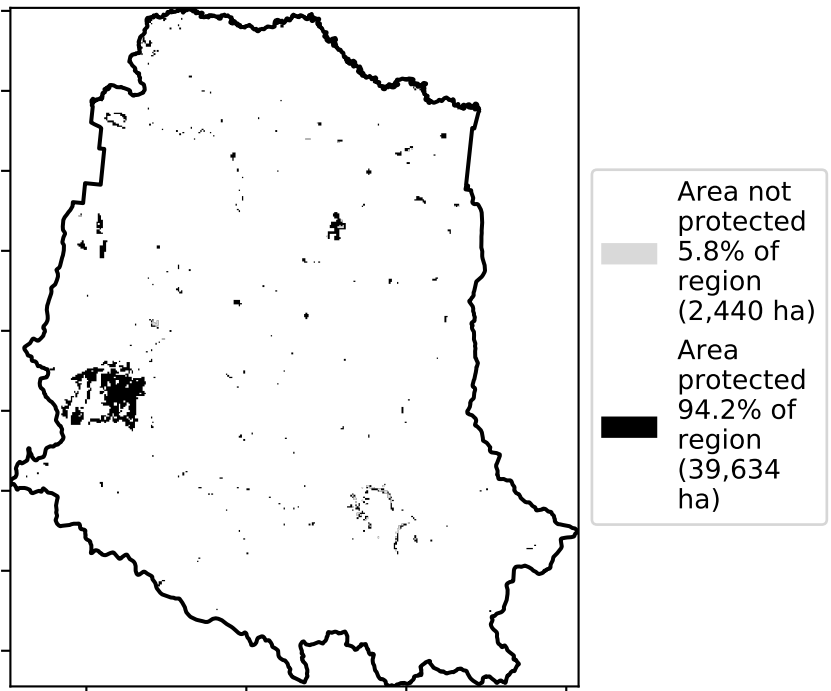 Area not
protected
5.8% of
region
(2,440 ha)
Area
protected
94.2% of
region
(39,634
ha)